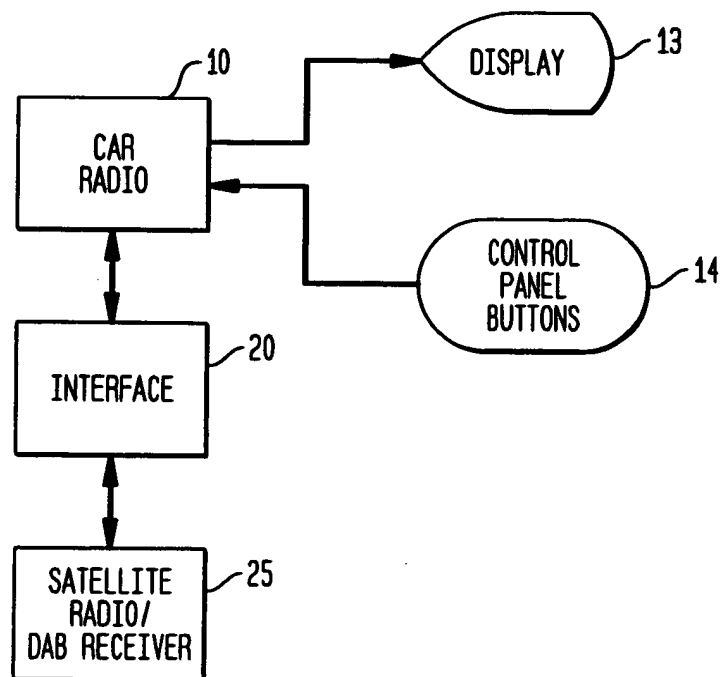 13
DISPLAY
10
CAR
RADIO
CONTROL
PANEL
BUTTONS
14
20
INTERFACE
25
SATELLITE
RADIO/
DAB RECEIVER